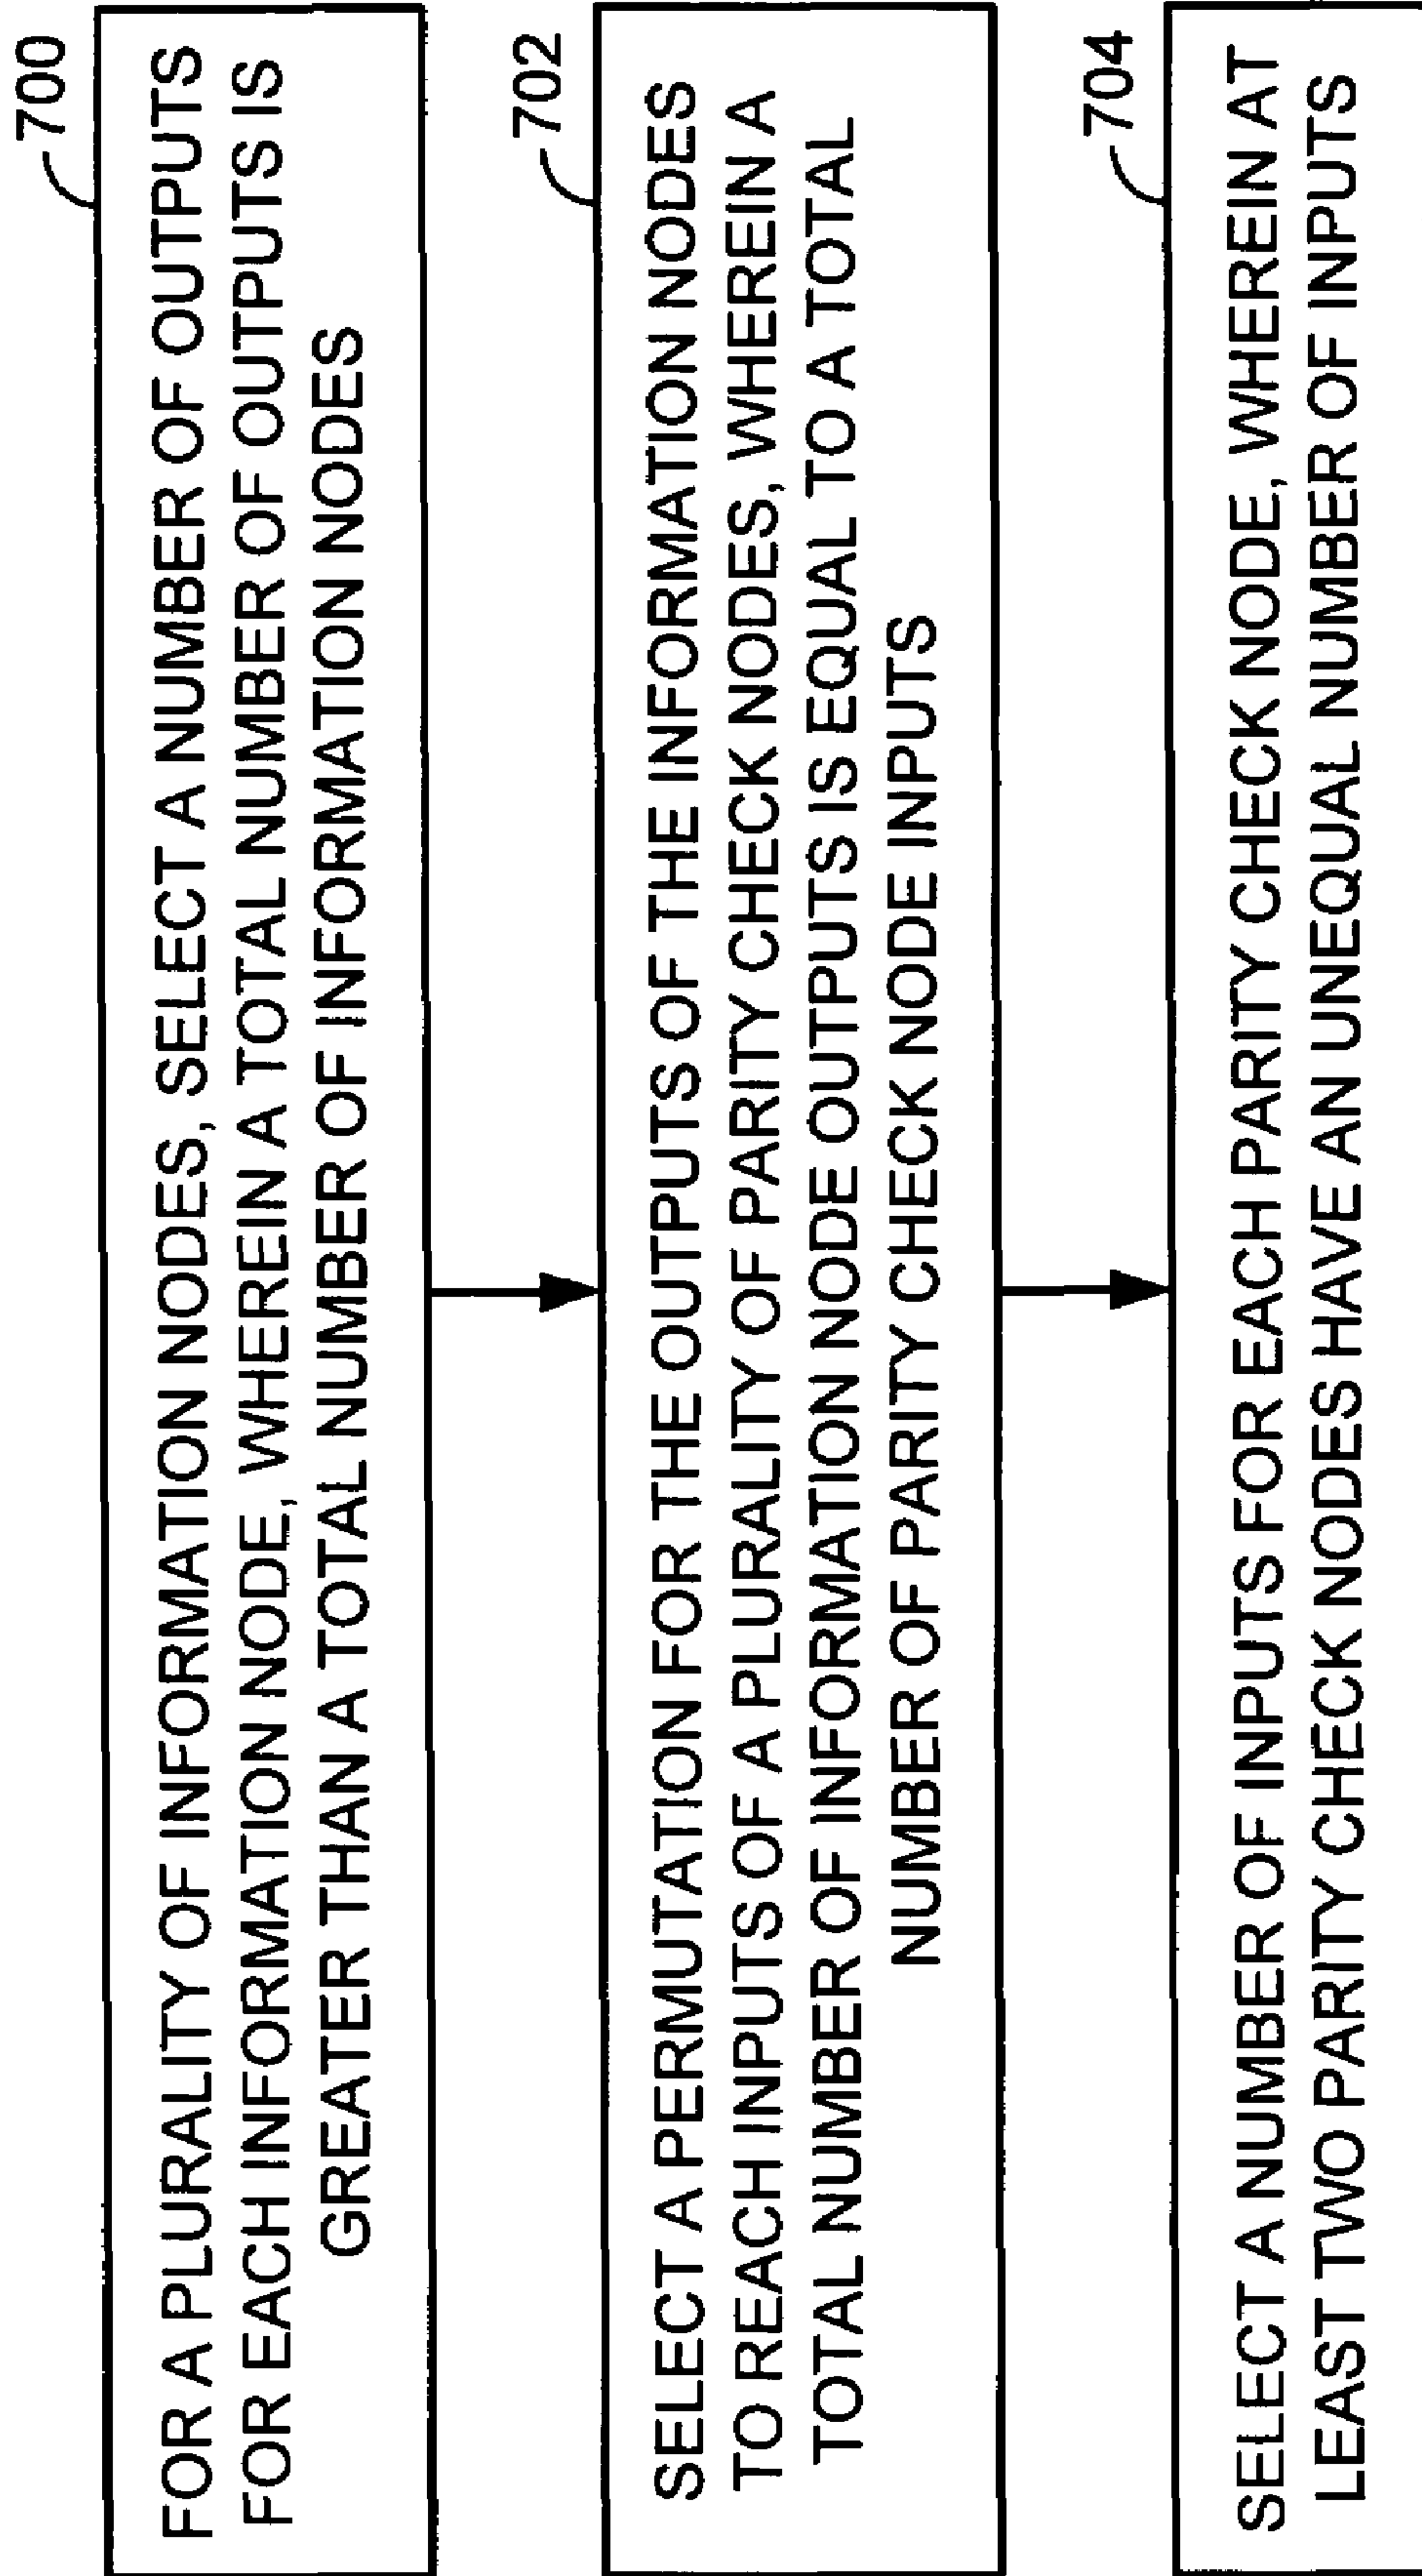 700
FOR A PLURALITY OF INFORMATION NODES, SELECT A NUMBER OF OUTPUTS
FOR EACH INFORMATION NODE, WHEREIN A TOTAL NUMBER OF OUTPUTS IS
GREATER THAN A TOTAL NUMBER OF INFORMATION NODES
702
SELECT A PERMUTATION FOR THE OUTPUTS OF THE INFORMATION NODES
TO REACH INPUTS OF A PLURALITY OF PARITY CHECK NODES, WHEREIN A
TOTAL NUMBER OF INFORMATION NODE OUTPUTS IS EQUAL TO A TOTAL
NUMBER OF PARITY CHECK NODE INPUTS
704
SELECT A NUMBER OF INPUTS FOR EACH PARITY CHECK NODE, WHEREIN AT
LEAST TWO PARITY CHECK NODES HAVE AN UNEQUAL NUMBER OF INPUTS